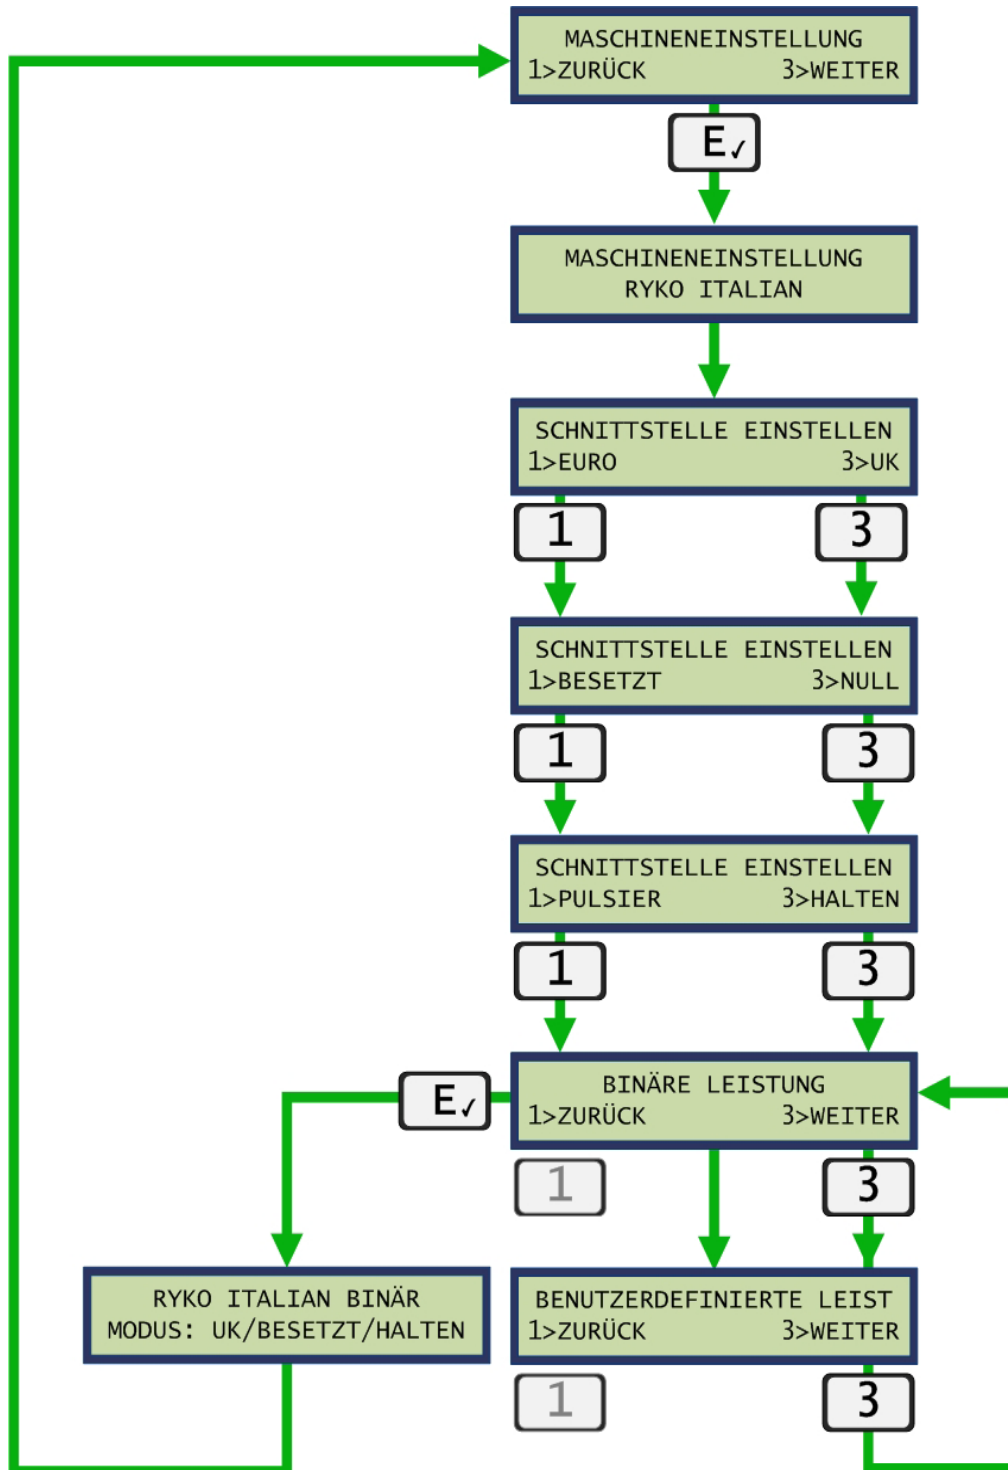 MASCHINENEINSTELLUNG
1>ZURÜCK 3>WEITER
E✓
MASCHINENEINSTELLUNG
RYKO ITALIAN
SCHNITTSTELLE EINSTELLEN
1>EURO 3>UK
1 3
SCHNITTSTELLE EINSTELLEN
1>BESETZT 3>NULL
1 3
SCHNITTSTELLE EINSTELLEN
1>PULSIER 3>HALTEN
1 3
BINÄRE LEISTUNG
1>ZURÜCK 3>WEITER
E✓
1 3
RYKO ITALIAN BINÄR
MODUS: UK/BESETZT/HALTEN
BENUTZERDEFINIERTE LEIST
1>ZURÜCK 3>WEITER
1 3